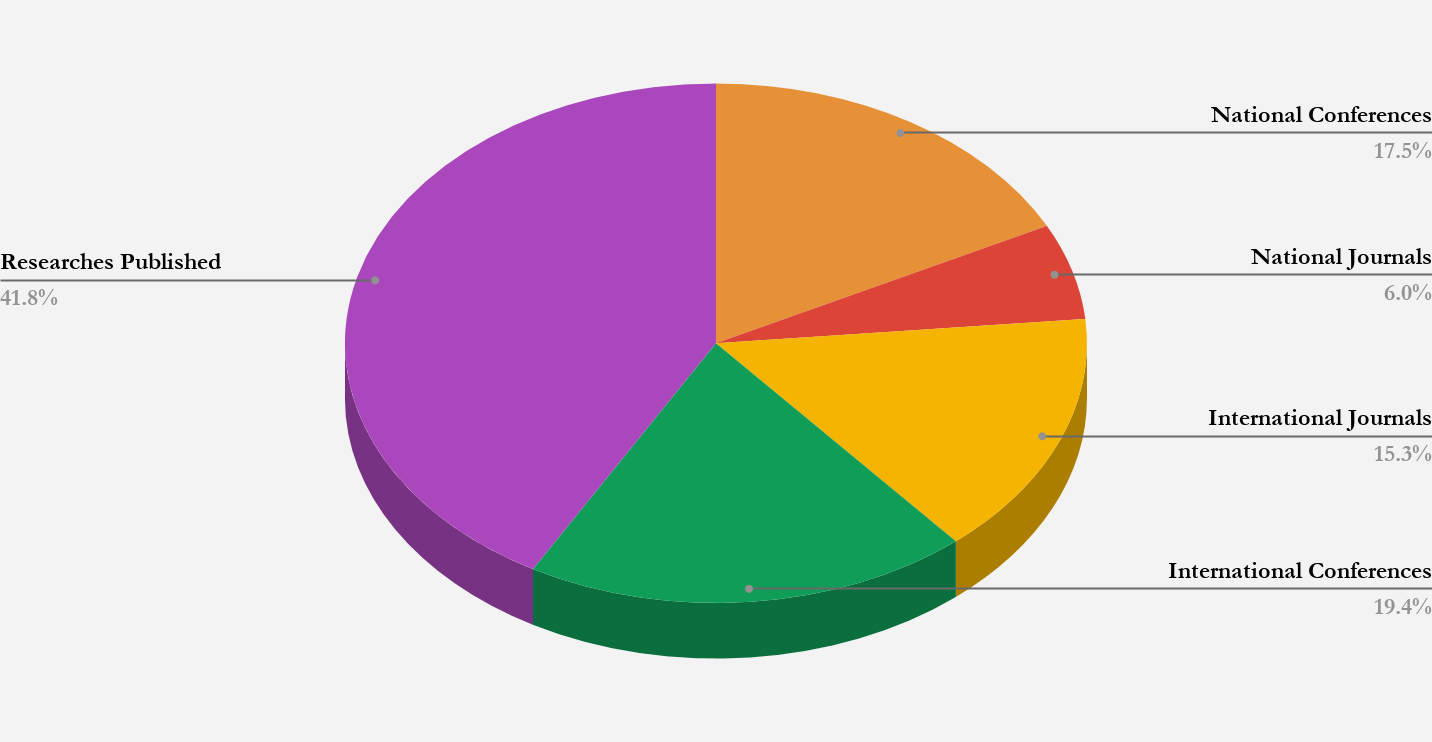 National Conferences
17.5%
National Journals
6.0%
Researches Published
41.8%
International Journals
15.3%
International Conferences
19.4%